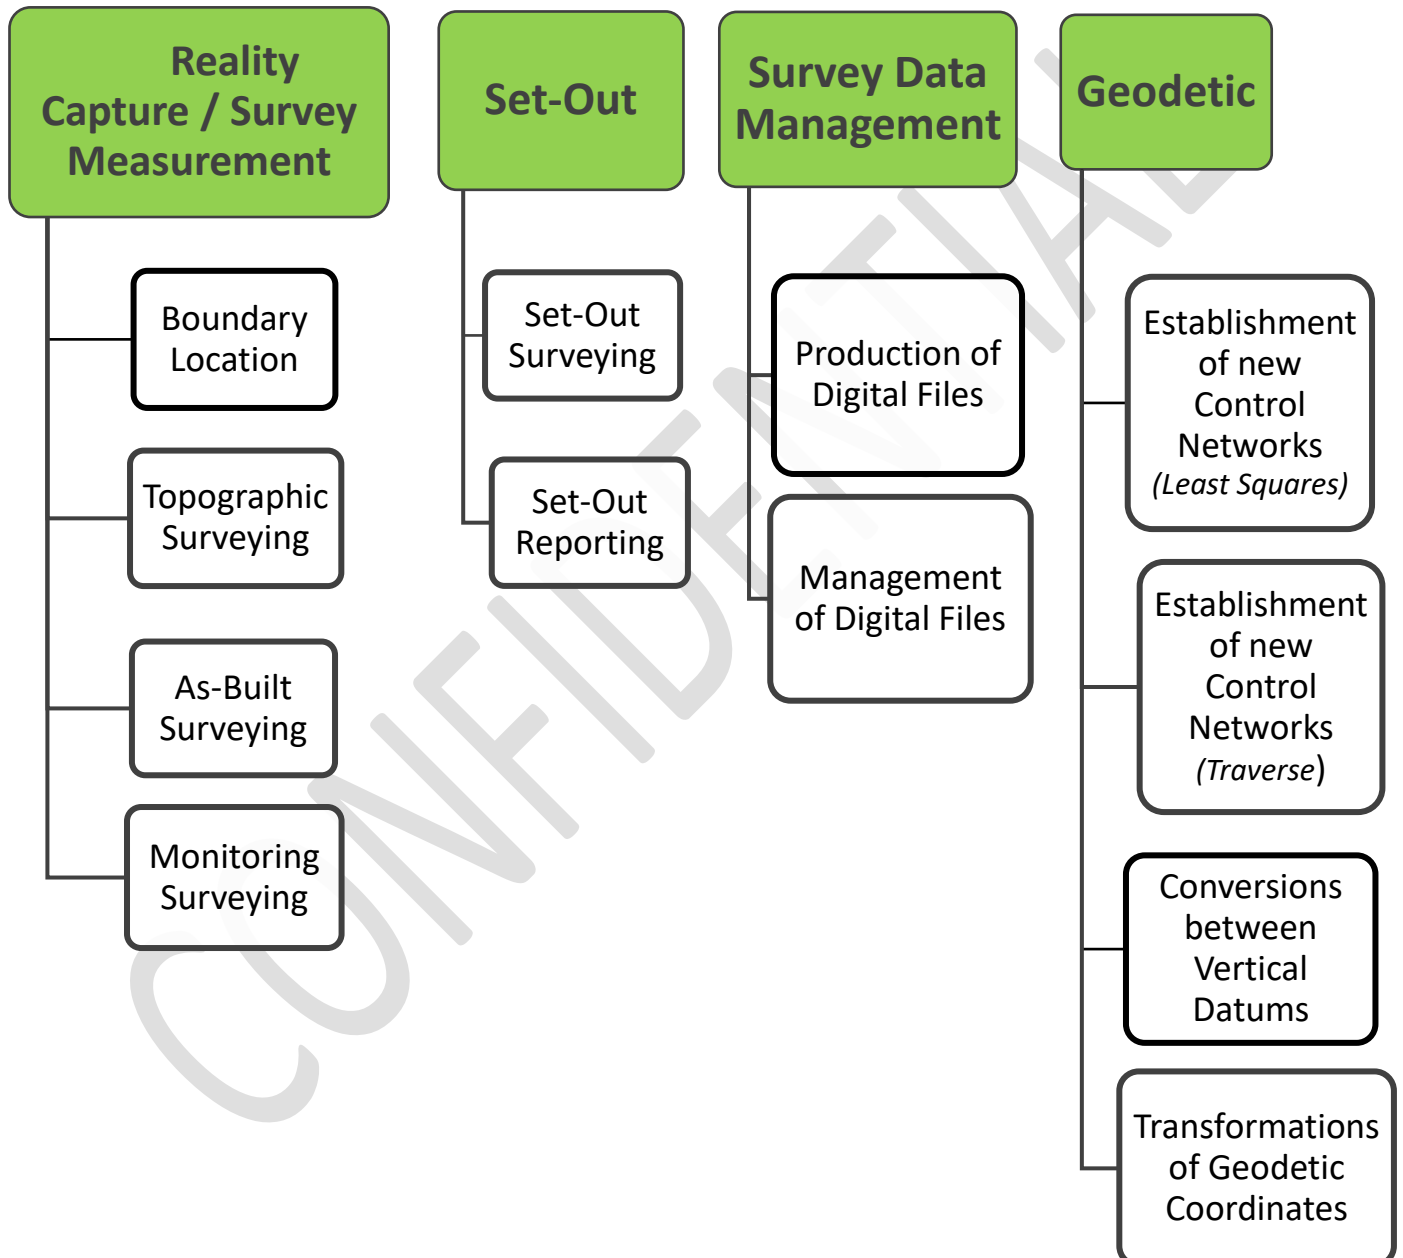 Reality
Capture / Survey
Measurement
Boundary
Location
Topographic
Surveying
As-Built
Surveying
Monitoring
Surveying
Set-Out
Set-Out
Surveying
Set-Out
Reporting
Survey Data
Management
Production of
Digital Files
Management
of Digital Files
Geodetic
Establishment
of new
Control
Networks
(Least Squares)
Establishment
of new
Control
Networks
(Traverse)
Conversions
between
Vertical
Datums
Transformations
of Geodetic
Coordinates
CONFIDENTIAL